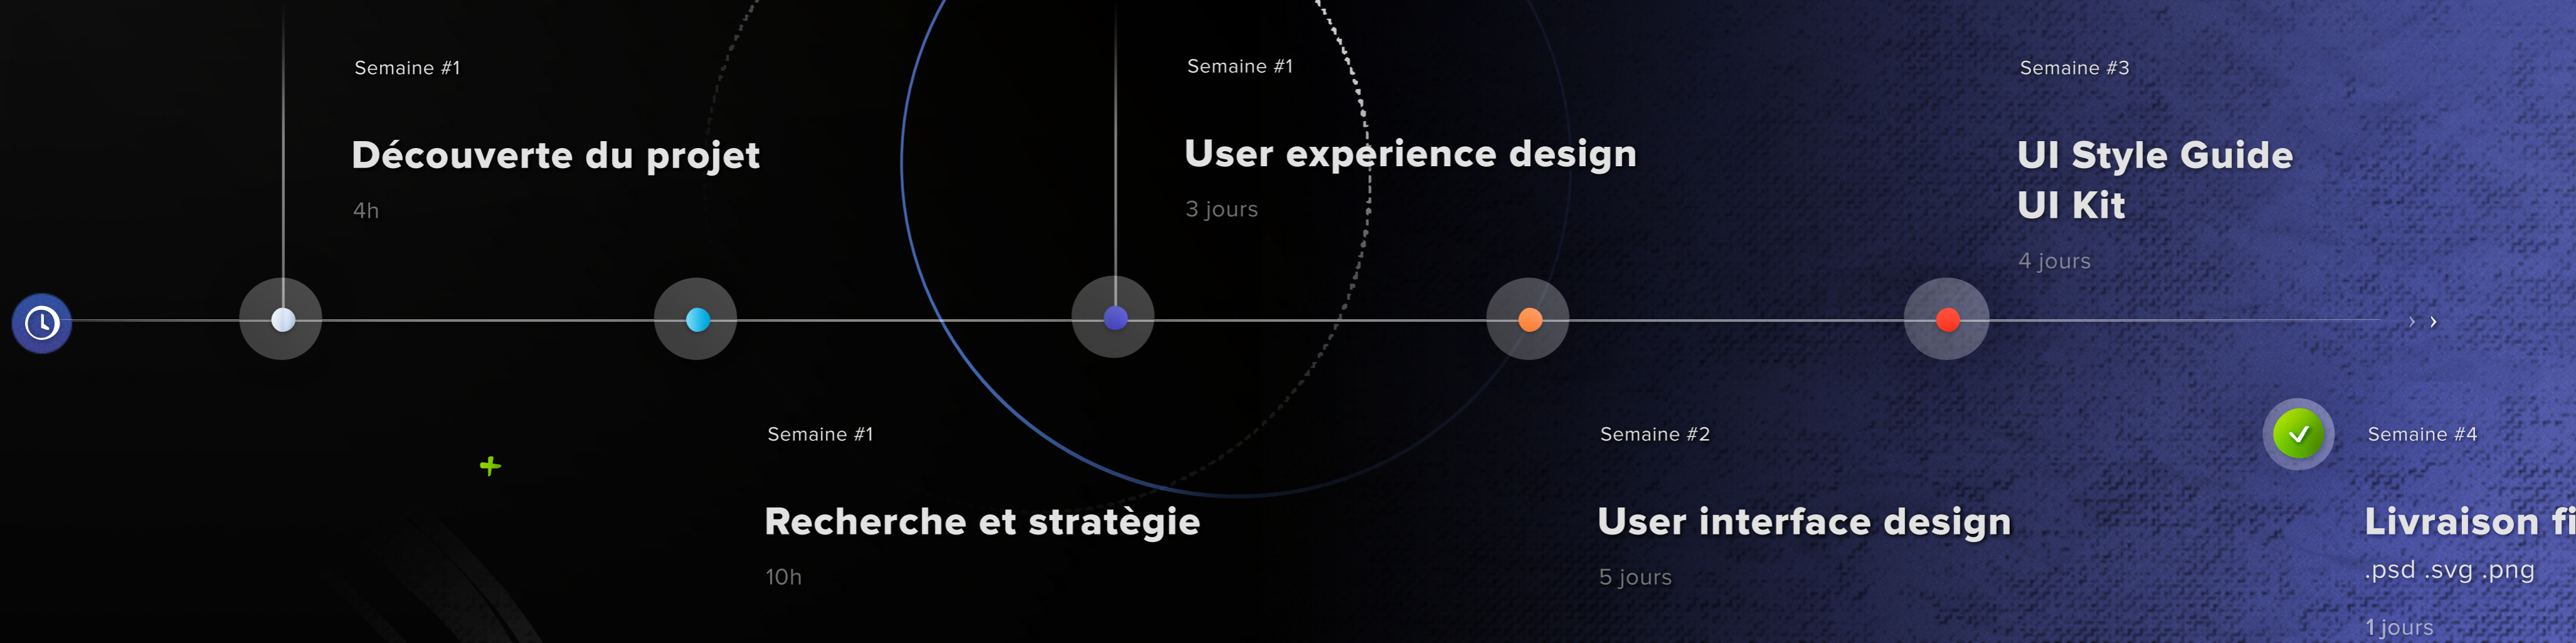 Semaine #1
Découverte du projet
4h
Semaine #1
Recherche et stratègie
10h
Semaine #1
User experience design
3 jours
Semaine #2
User interface design
5 jours
Semaine #3
UI Style Guide
UI Kit
4 jours
Semaine #4
Livraison
.psd .svg .png
1 jours